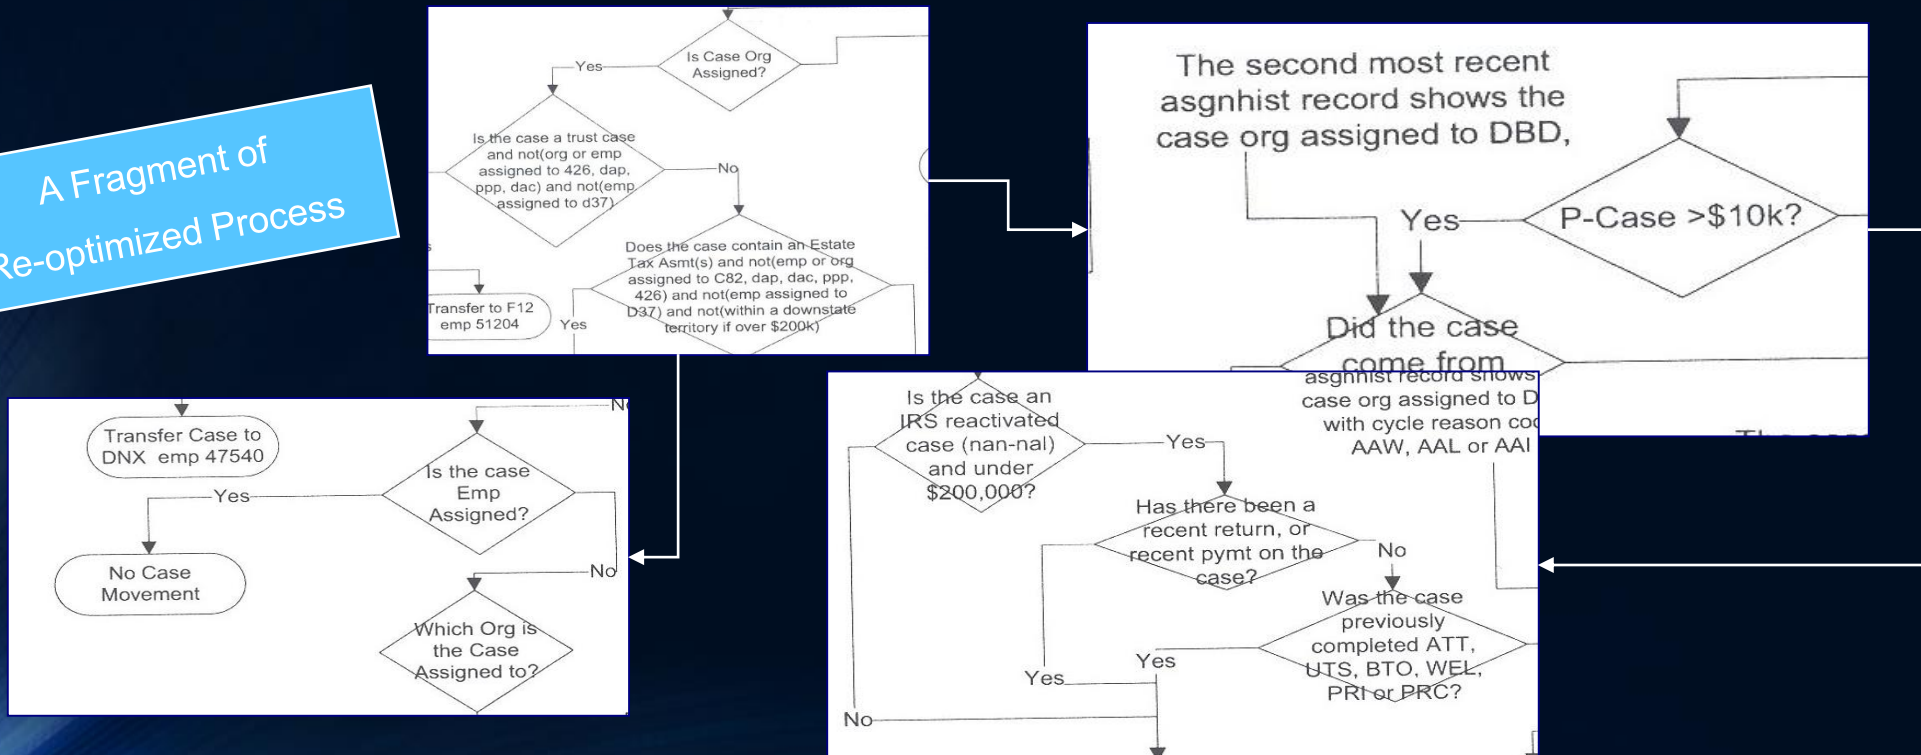 A Fragment of
Re-optimized Process
Is Case Org
Assigned?
Yes
Is the case a trust case
and not(org or emp
assigned to 426, dap,
ppp, dac) and not(emp
assigned to d37)
No
Does the case contain an Estate
Tax Asmt(s) and not(emp or org
assigned to C82, dap, dac, ppp,
426) and not(emp assigned to
D37) and not(within a downstate
territory if over $200k)
Transfer to F12
emp 51204
Yes
The second most recent
asgnhist record shows the
case org assigned to DBD,
Yes
P-Case >$10k?
Did the case
come from
Transfer Case to
DNX emp 47540
No
Yes
Is the case
Emp
Assigned?
No Case
Movement
No
Which Org is
the Case
Assigned to?
Is the case an
IRS reactivated
case (nan-nal)
and under
$200,000?
Yes
asgnhist record shows
case org assigned to D
with cycle reason co
AAW, AAL or AAI
Has there been a
recent return, or
recent pymt on the
case?
No
Was the case
previously
completed ATT,
UTS, BTO, WEL,
PRI or PRC?
Yes
Yes
No